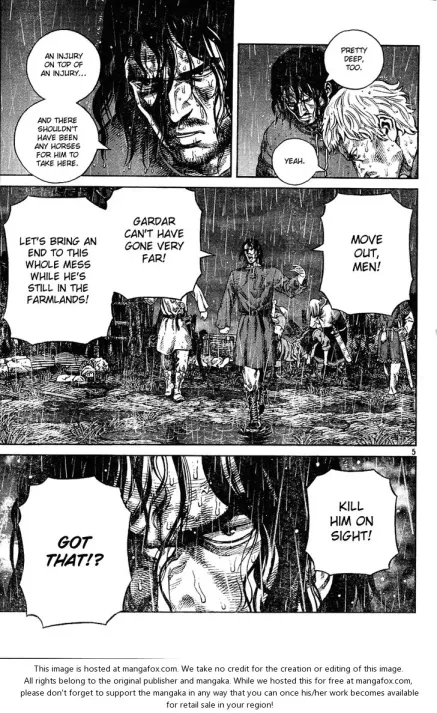 PRETTY
DEEP,
TOO.
YEAH.
AN INJURY
ON TOP OF
AN INJURY...
AND THERE
SHOULDN'T
HAVE BEEN
ANY HORSES
FOR HIM TO
TAKE HERE.
MOVE
OUT,
MEN!
GARDAR
CAN'T HAVE
GONE VERY
FAR!
LET'S BRING AN
END TO THIS
WHOLE MESS
WHILE HE'S
STILL IN THE
FARMLANDS!
5
KILL
HIM ON
SIGHT!
GOT
THAT!?
This image is hosted at mangafox.com. We take no credit for the creation or editing of this image.
All rights belong to the original publisher and mangaka. While we hosted this for free at mangafox.com,
please don't forget to support the mangaka in any way that you can once his/her work becomes available
for retail sale in your region!